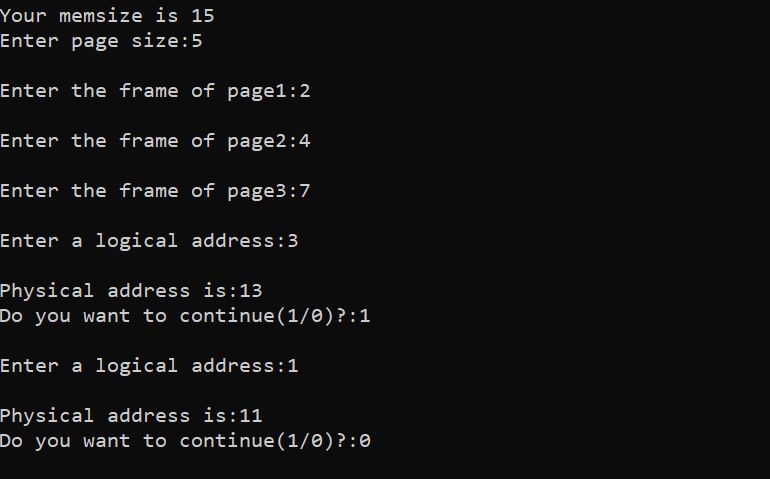 Your memsize is 15
Enter page size:5
Enter the frame of page1:2
Enter the frame of page2:4
Enter the frame of page3:7
Enter a logical address:3
Physical address is:13
Do you want to continue(1/0)?:1
Enter a logical address:1
Physical address is:11
Do you want to continue(1/0)?:0